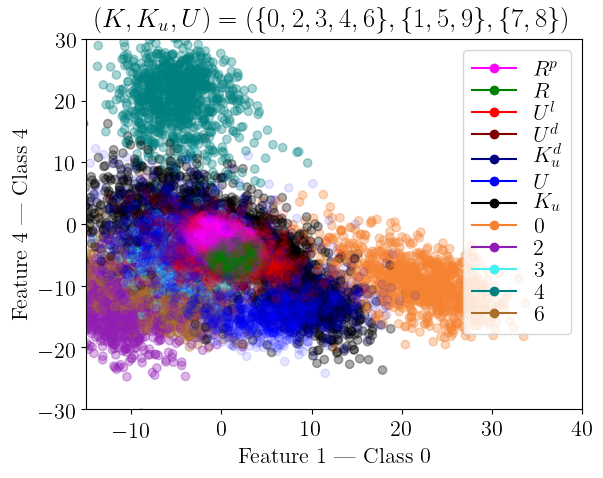 (K, K_u, U) = ({0, 2, 3, 4, 6}, {1, 5, 9}, {7, 8})
30
20
10
0
−10
−20
−30
Feature 4 — Class 4
R^p
R
U^l
U^d
K_u^d
U
K_u
0
2
3
4
6
−10
0
10
20
30
40
Feature 1 — Class 0